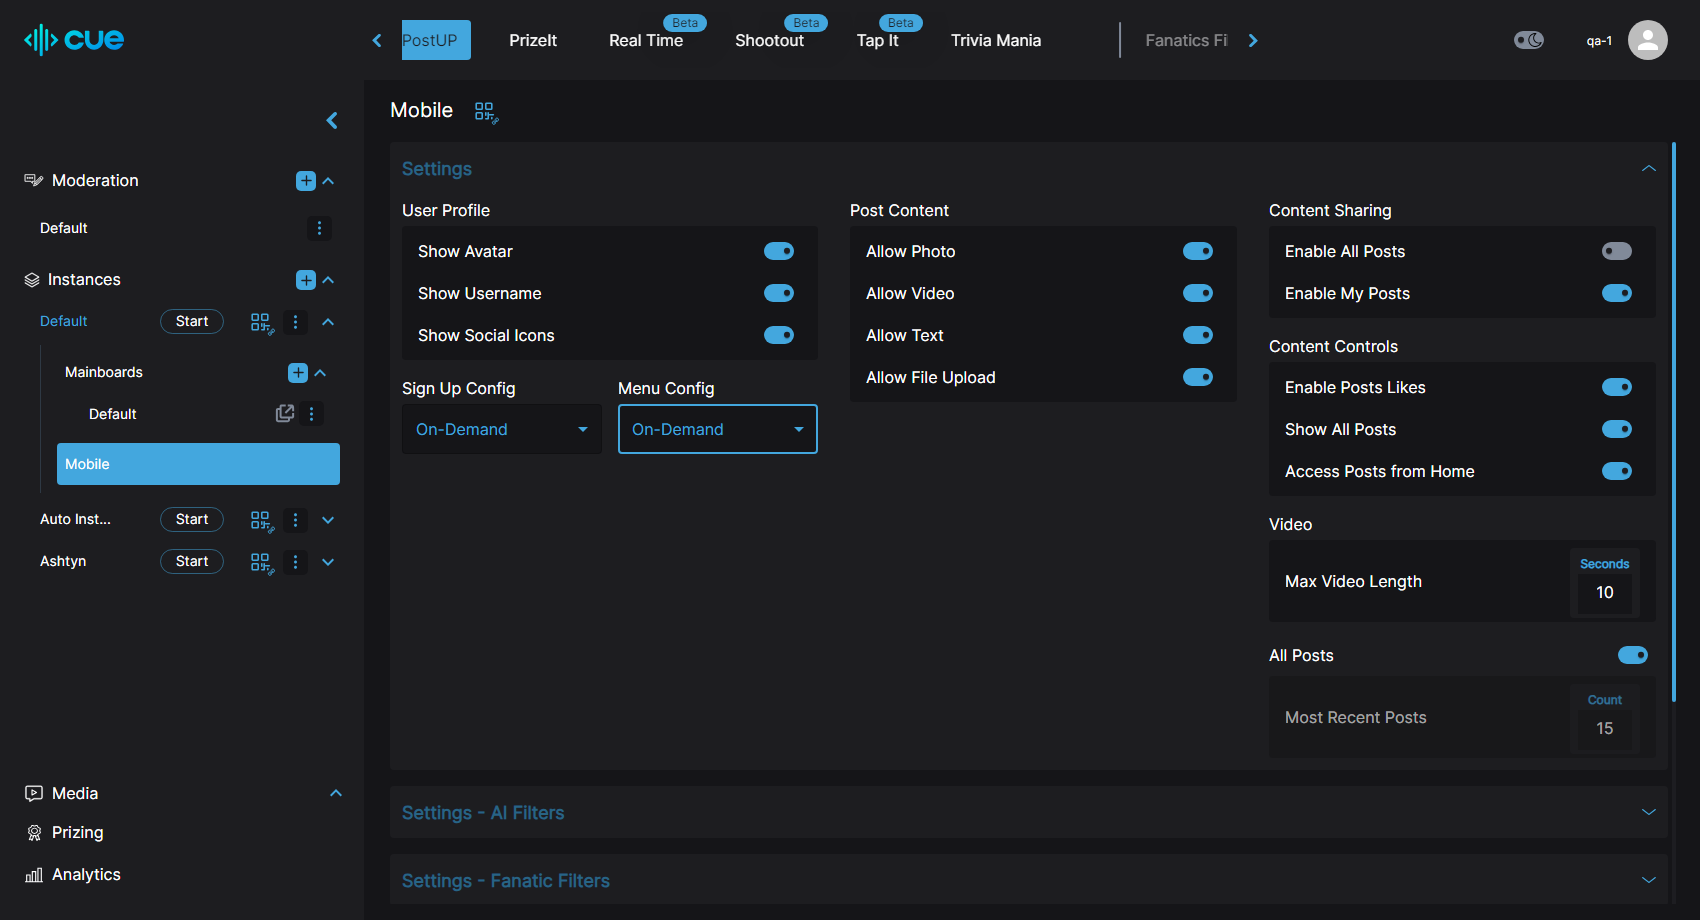 cue
PostUP
PrizeIt
Real Time
Beta
Shootout
Beta
Tap It
Beta
Trivia Mania
Fanatics Fi
qa-1
Moderation
Default
Instances
Default
Start
Mainboards
Default
Mobile
Auto Inst...
Start
Ashtyn
Start
Media
Prizing
Analytics
Mobile
Settings
User Profile
Show Avatar
Show Username
Show Social Icons
Sign Up Config
On-Demand
Menu Config
On-Demand
Post Content
Allow Photo
Allow Video
Allow Text
Allow File Upload
Content Sharing
Enable All Posts
Enable My Posts
Content Controls
Enable Posts Likes
Show All Posts
Access Posts from Home
Video
Max Video Length
Seconds
10
All Posts
Most Recent Posts
Count
15
Settings - AI Filters
Settings - Fanatic Filters